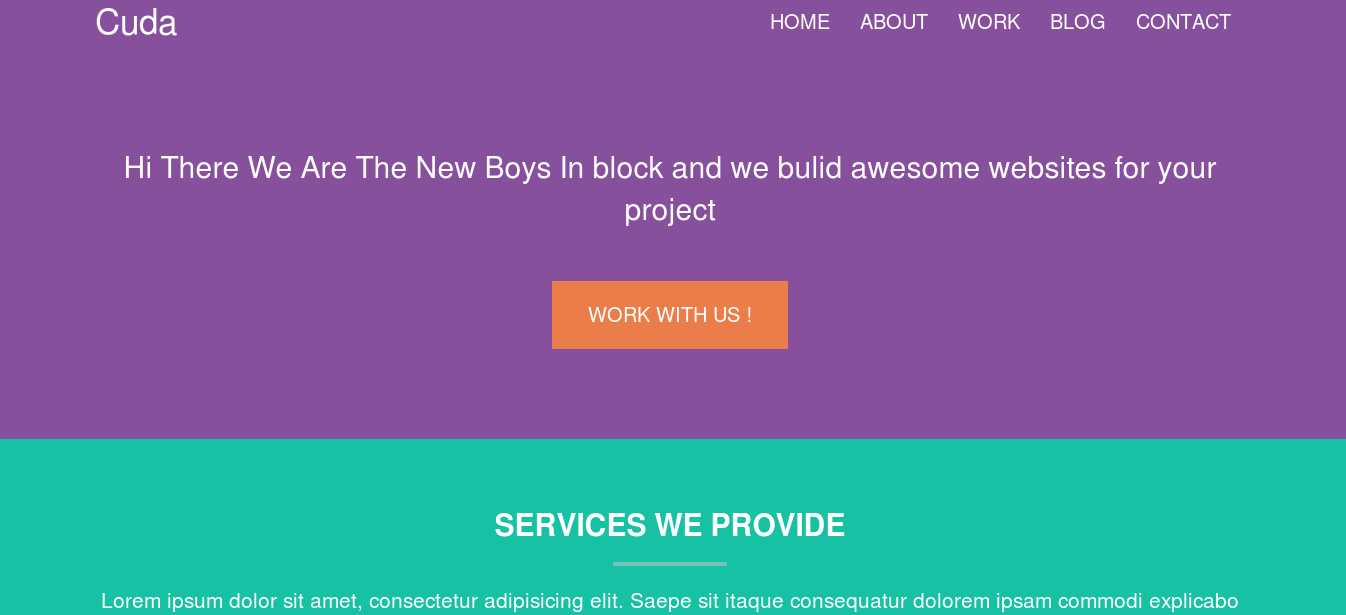 Cuda
HOME ABOUT WORK BLOG CONTACT
Hi There We Are The New Boys In block and we bulid awesome websites for your
project
WORK WITH US !
SERVICES WE PROVIDE
Lorem ipsum dolor sit amet, consectetur adipisicing elit. Saepe sit itaque consequatur dolorem ipsam commodi explicabo